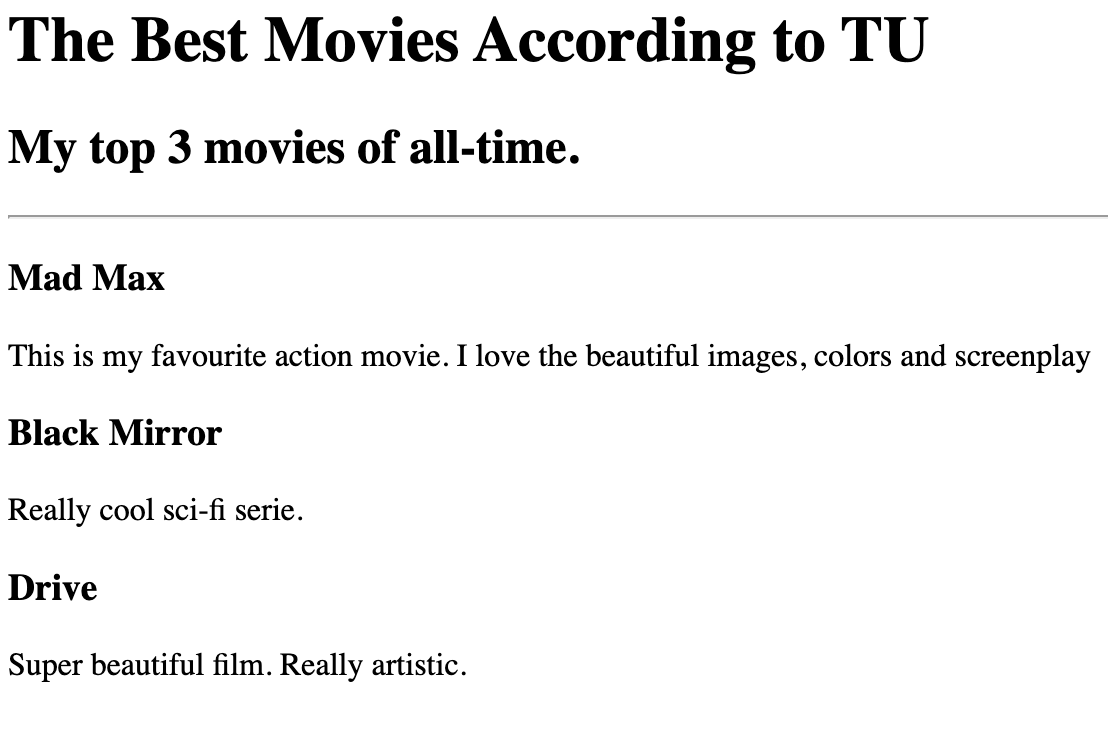 The Best Movies According to TU
My top 3 movies of all-time.
Mad Max
This is my favourite action movie. I love the beautiful images, colors and screenplay
Black Mirror
Really cool sci-fi serie.
Drive
Super beautiful film. Really artistic.